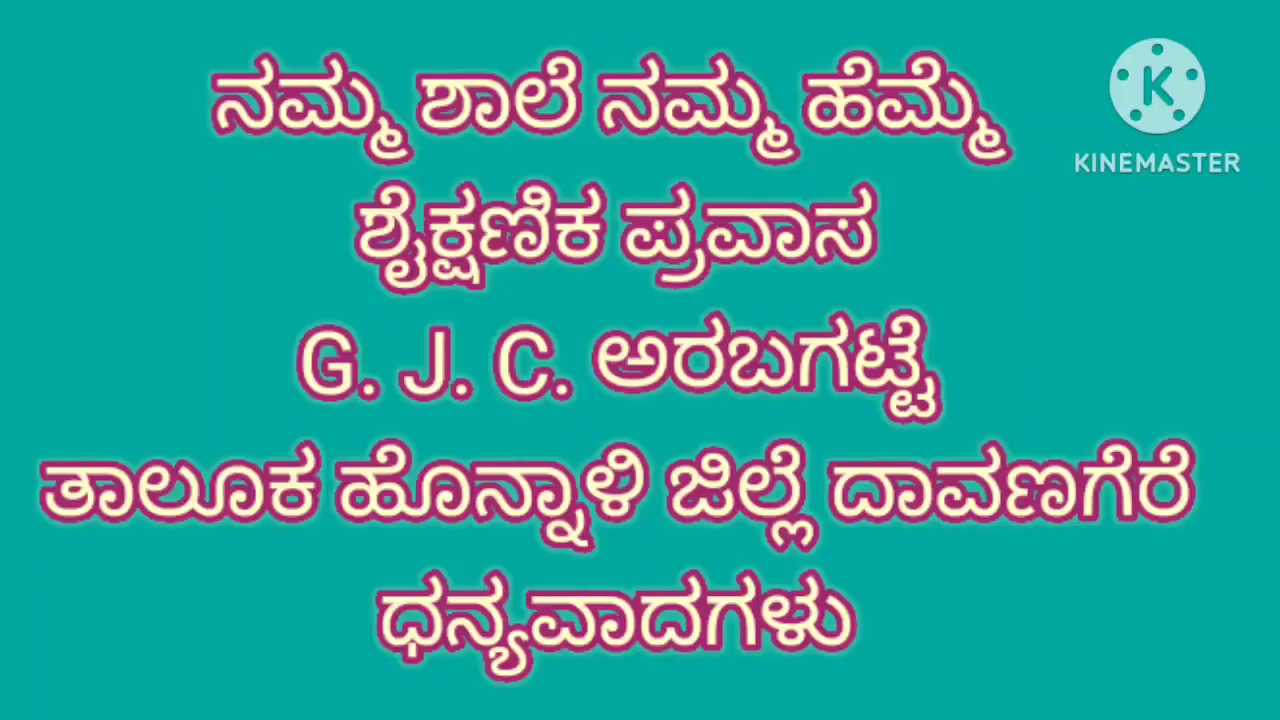 ನಮ್ಮ ಶಾಲೆ ನಮ್ಮ ಹೆಮ್ಮೆ
KINEMASTER
ಶೈಕ್ಷಣಿಕ ಪ್ರವಾಸ
G. J. C. ಅರಬಗಟ್ಟೆ
ತಾಲೂಕ ಹೊನ್ನಾಳಿ ಜಿಲ್ಲೆ ದಾವಣಗೆರೆ
ಧನ್ಯವಾದಗಳು